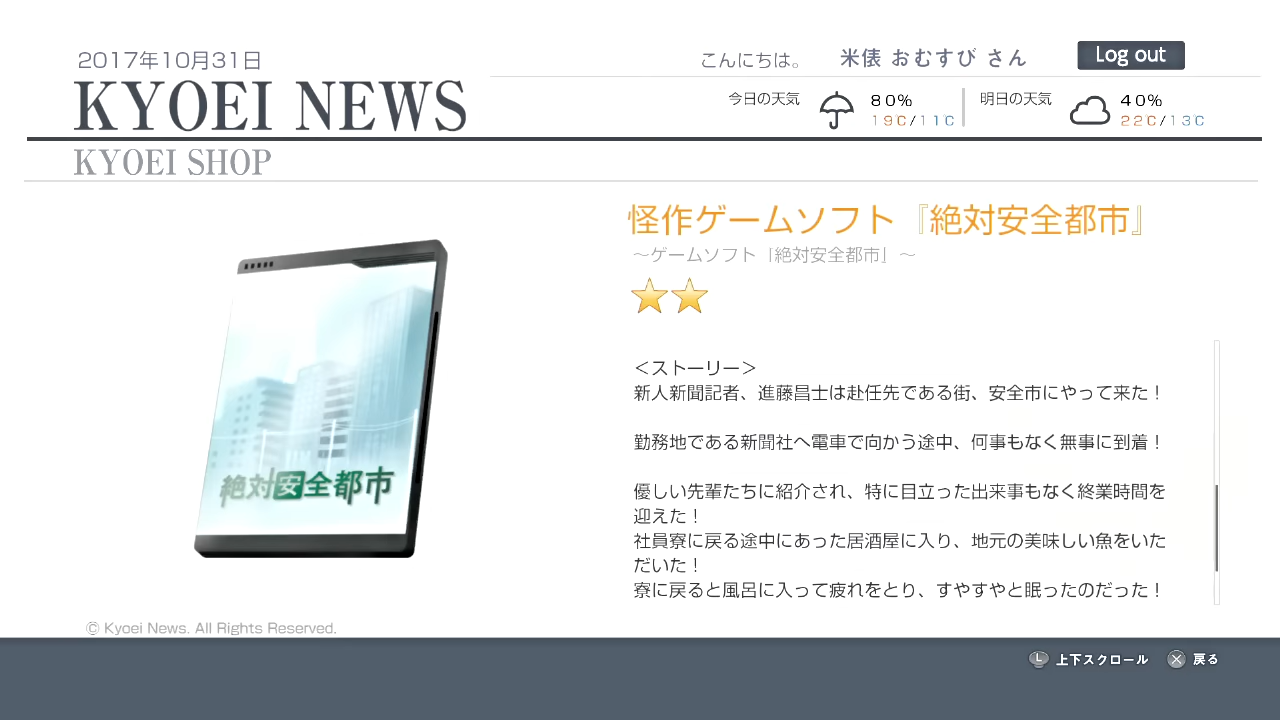 2017年10月31日
こんにちは。 米俵 おむすび さん
Log out
KYOEI NEWS
今日の天気 80% 19℃/11℃
明日の天気 40% 22℃/13℃
KYOEI SHOP
怪作ゲームソフト『絶対安全都市』
～ゲームソフト『絶対安全都市』～
絶対安全都市
＜ストーリー＞
新人新聞記者、進藤昌士は赴任先である街、安全市にやって来た！
勤務地である新聞社へ電車で向かう途中、何事もなく無事に到着！
優しい先輩たちに紹介され、特に目立った出来事もなく終業時間を
迎えた！
社員寮に戻る途中にあった居酒屋に入り、地元の美味しい魚をいた
だいた！
寮に戻ると風呂に入って疲れをとり、すやすやと眠ったのだった！
© Kyoei News. All Rights Reserved.
L 上下スクロール × 戻る